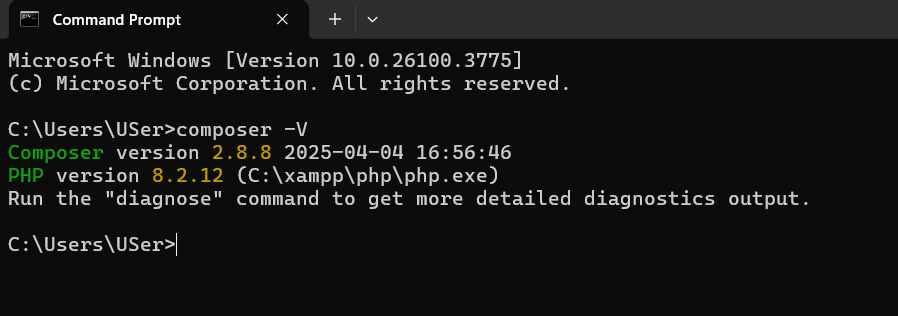 Command Prompt
Microsoft Windows [Version 10.0.26100.3775]
(c) Microsoft Corporation. All rights reserved.
C:\Users\USer>composer -V
Composer version 2.8.8 2025-04-04 16:56:46
PHP version 8.2.12 (C:\xampp\php\php.exe)
Run the "diagnose" command to get more detailed diagnostics output.
C:\Users\USer>